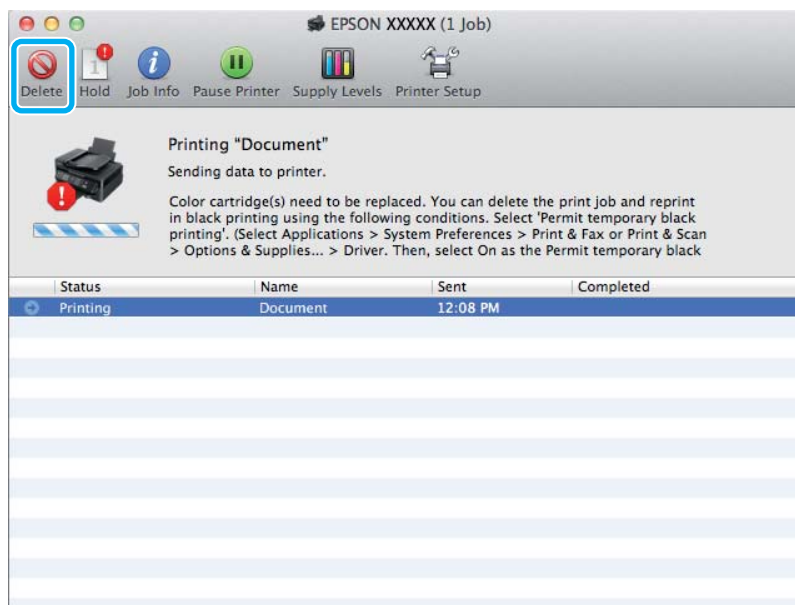 EPSON XXXXX (1 Job)
1
Delete Hold Job Info Pause Printer Supply Levels Printer Setup
Printing "Document"
Sending data to printer.
Color cartridge(s) need to be replaced. You can delete the print job and reprint
in black printing using the following conditions. Select 'Permit temporary black
printing'. (Select Applications > System Preferences > Print & Fax or Print & Scan
> Options & Supplies... > Driver. Then, select On as the Permit temporary black
Status Name Sent Completed
Printing Document 12:08 PM